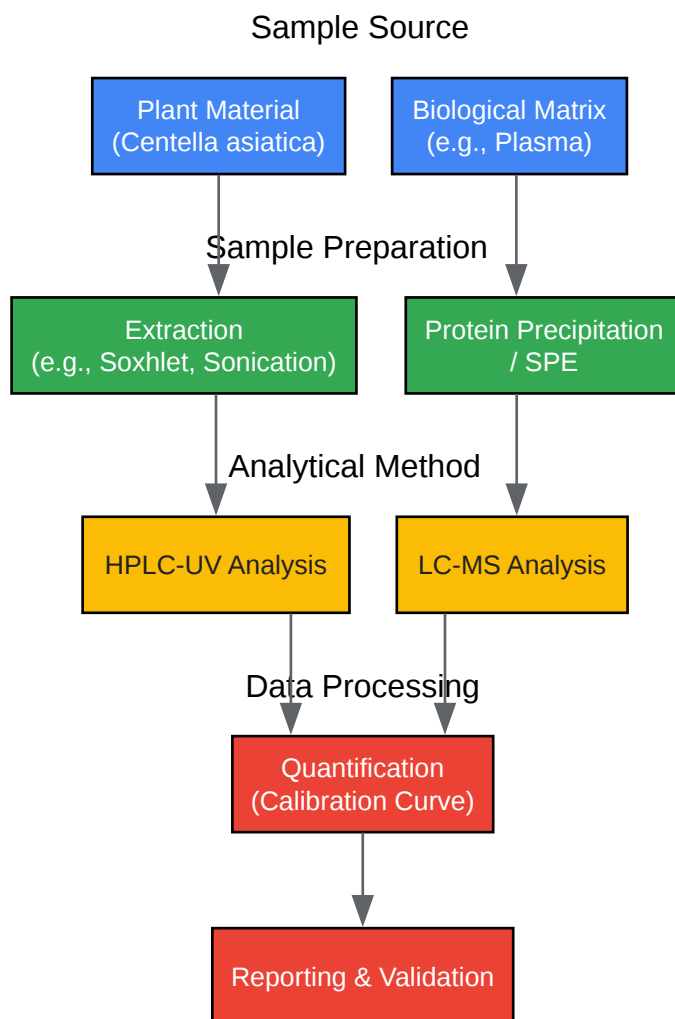 Sample Source
Plant Material
(Centella asiatica)
Biological Matrix
(e.g., Plasma)
Sample Preparation
Extraction
(e.g., Soxhlet, Sonication)
Protein Precipitation
/ SPE
Analytical Method
HPLC-UV Analysis
LC-MS Analysis
Data Processing
Quantification
(Calibration Curve)
Reporting & Validation